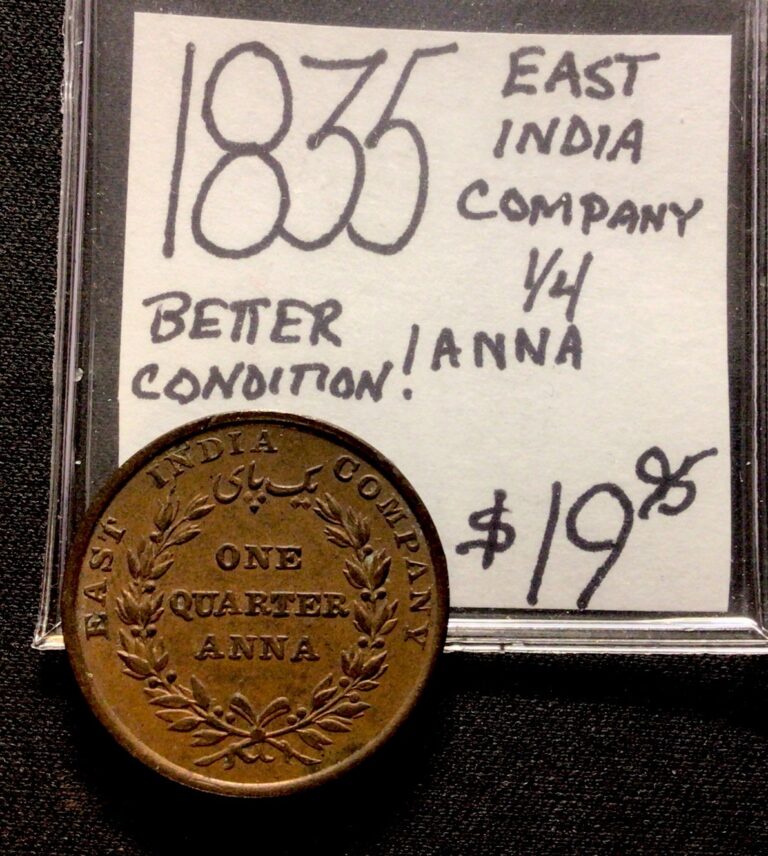 1835
EAST
INDIA
COMPANY
1/4
ANNA
BETTER
CONDITION!
$19.95
EAST INDIA COMPANY
یک پای
ONE
QUARTER
ANNA